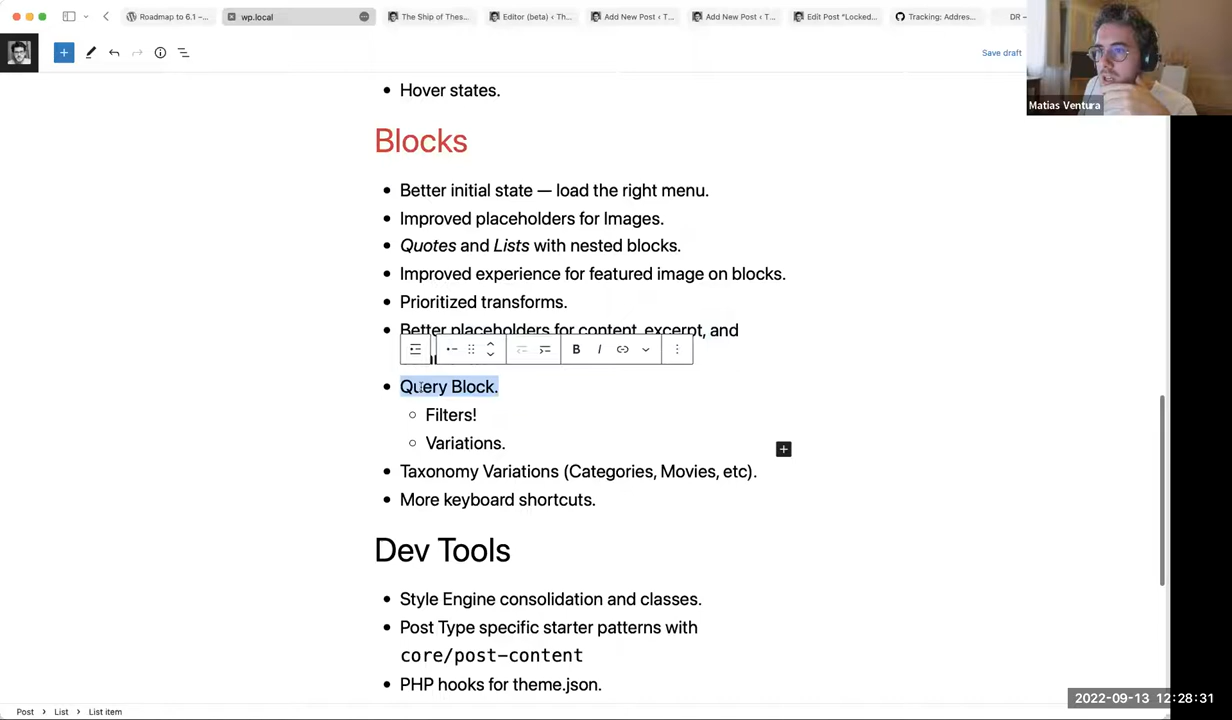 Roadmap to 6.1 –...
wp.local
The Ship of Thes...
Editor (beta) ‹ Th...
Add New Post ‹ T...
Add New Post ‹ T...
Edit Post "Locked...
Tracking: Addres...
DR –
Save draft
Matias Ventura
Hover states.
Blocks
Better initial state — load the right menu.
Improved placeholders for Images.
Quotes and Lists with nested blocks.
Improved experience for featured image on blocks.
Prioritized transforms.
Better placeholders for content, excerpt, and
B I
Query Block.
Filters!
Variations.
Taxonomy Variations (Categories, Movies, etc).
More keyboard shortcuts.
Dev Tools
Style Engine consolidation and classes.
Post Type specific starter patterns with
core/post-content
PHP hooks for theme.json.
2022-09-13 12:28:31
Post › List › List item